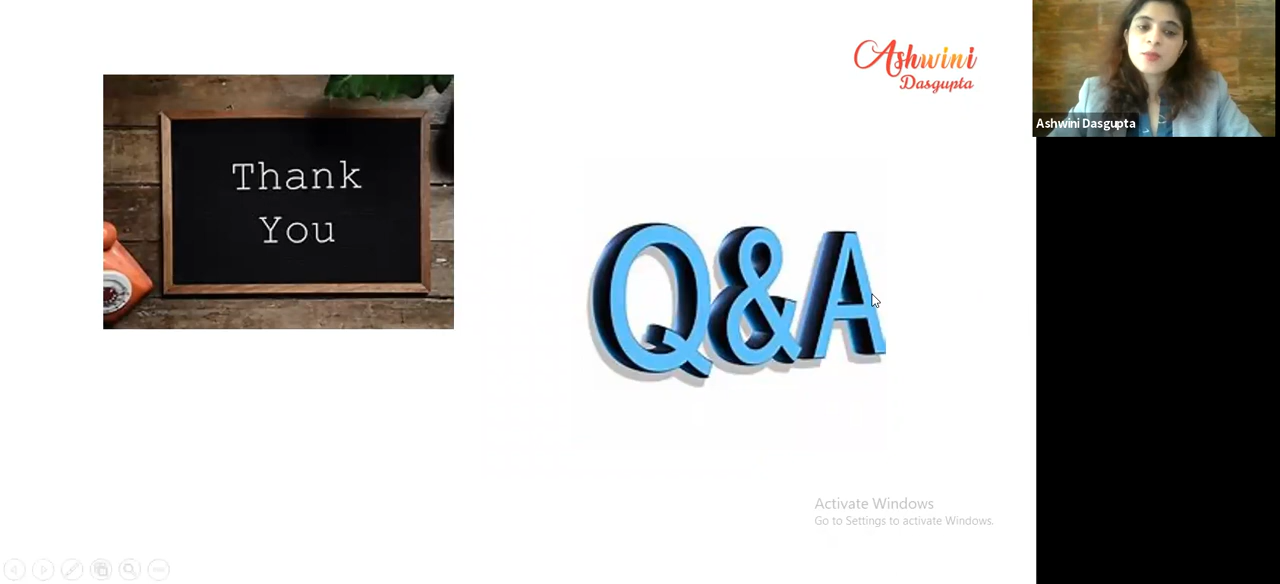 Thank
You
Ashwini
Dasgupta
Q&A
Ashwini Dasgupta
Activate Windows
Go to Settings to activate Windows.